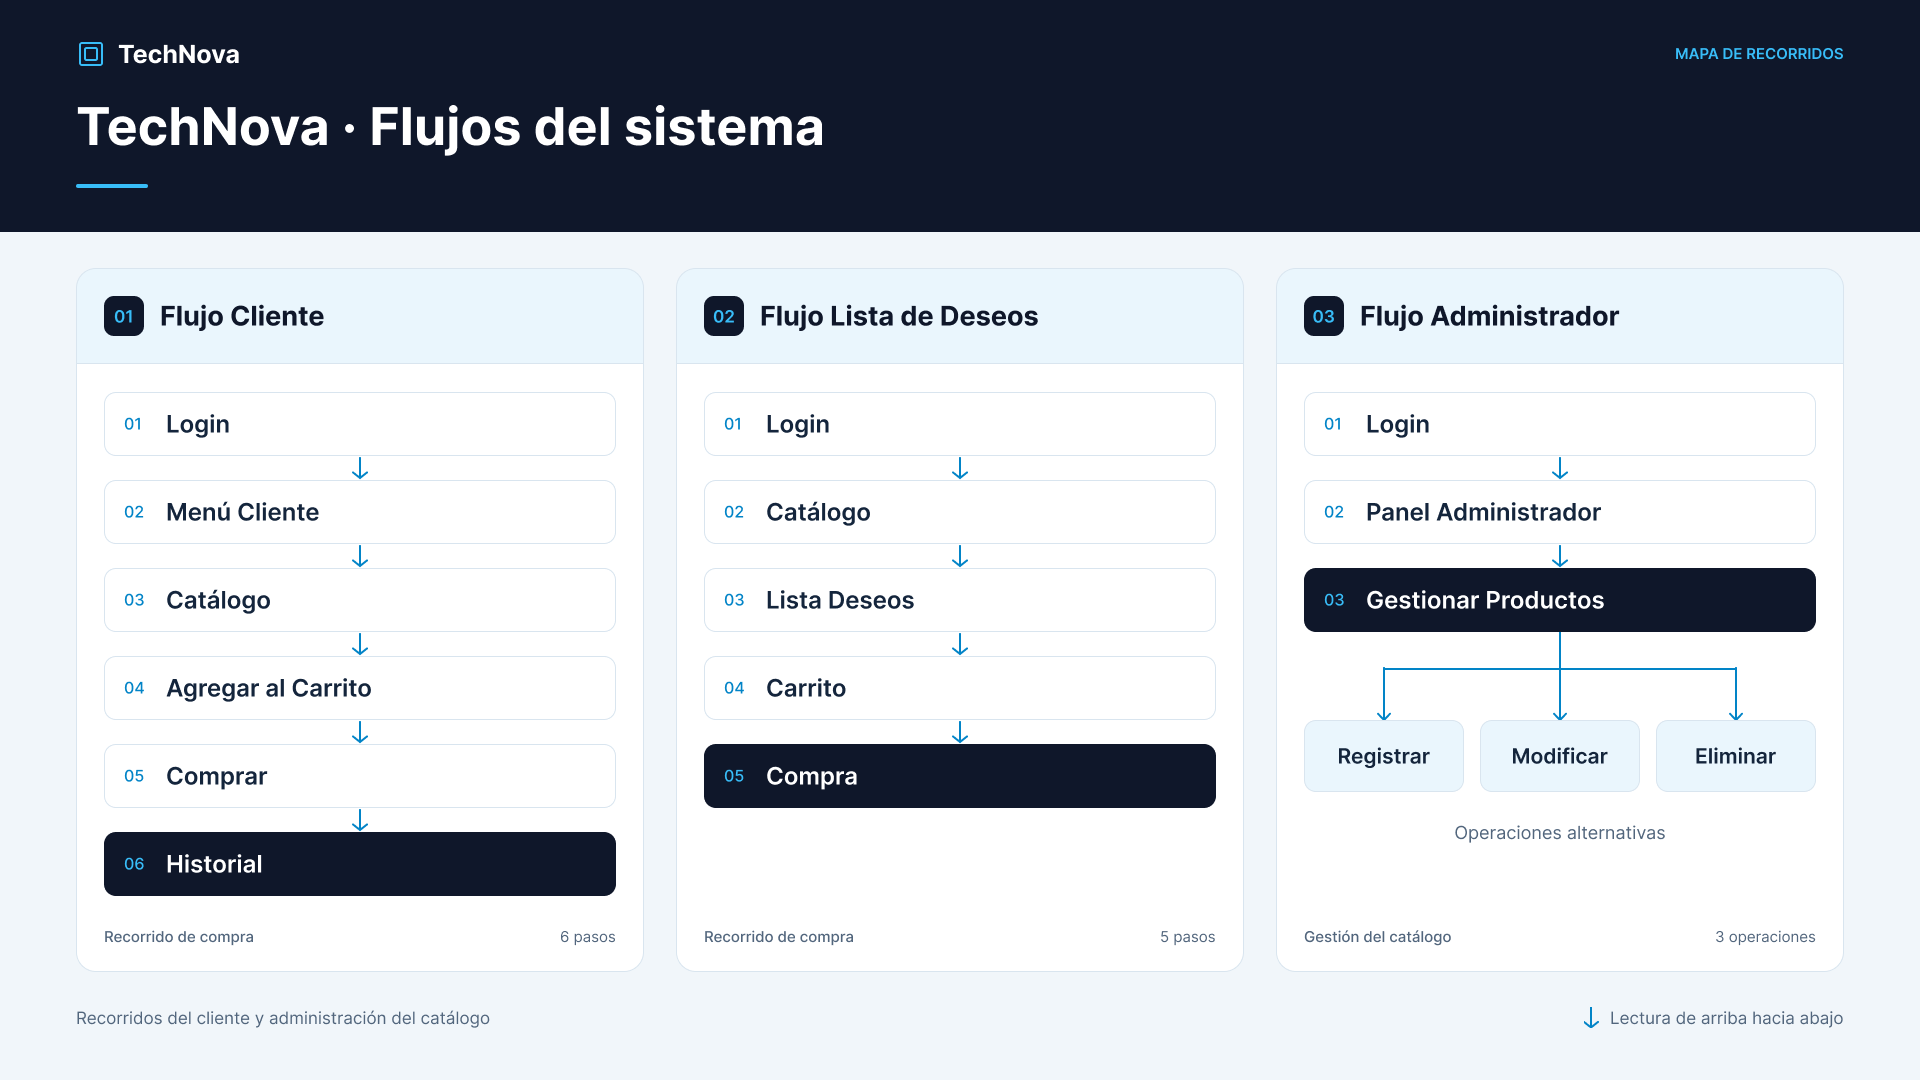 TechNova
MAPA DE RECORRIDOS
TechNova · Flujos del sistema
01 Flujo Cliente
01 Login
02 Menú Cliente
03 Catálogo
04 Agregar al Carrito
05 Comprar
06 Historial
Recorrido de compra
6 pasos
02 Flujo Lista de Deseos
01 Login
02 Catálogo
03 Lista Deseos
04 Carrito
05 Compra
Recorrido de compra
5 pasos
03 Flujo Administrador
01 Login
02 Panel Administrador
03 Gestionar Productos
Registrar
Modificar
Eliminar
Operaciones alternativas
Gestión del catálogo
3 operaciones
Recorridos del cliente y administración del catálogo
Lectura de arriba hacia abajo